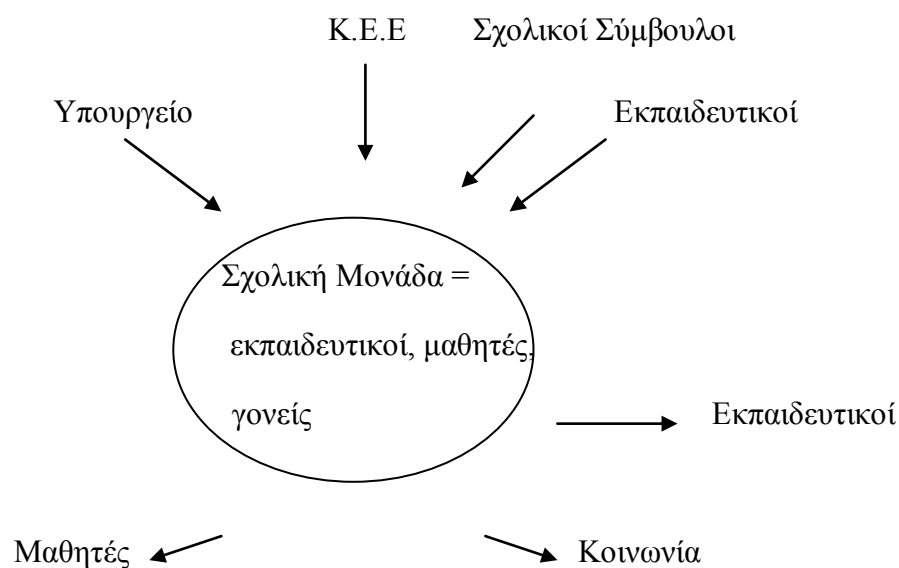 Κ.Ε.Ε Σχολικοί Σύμβουλοι
Υπουργείο Εκπαιδευτικοί
Σχολική Μονάδα =
εκπαιδευτικοί, μαθητές,
γονείς
Εκπαιδευτικοί
Μαθητές Κοινωνία